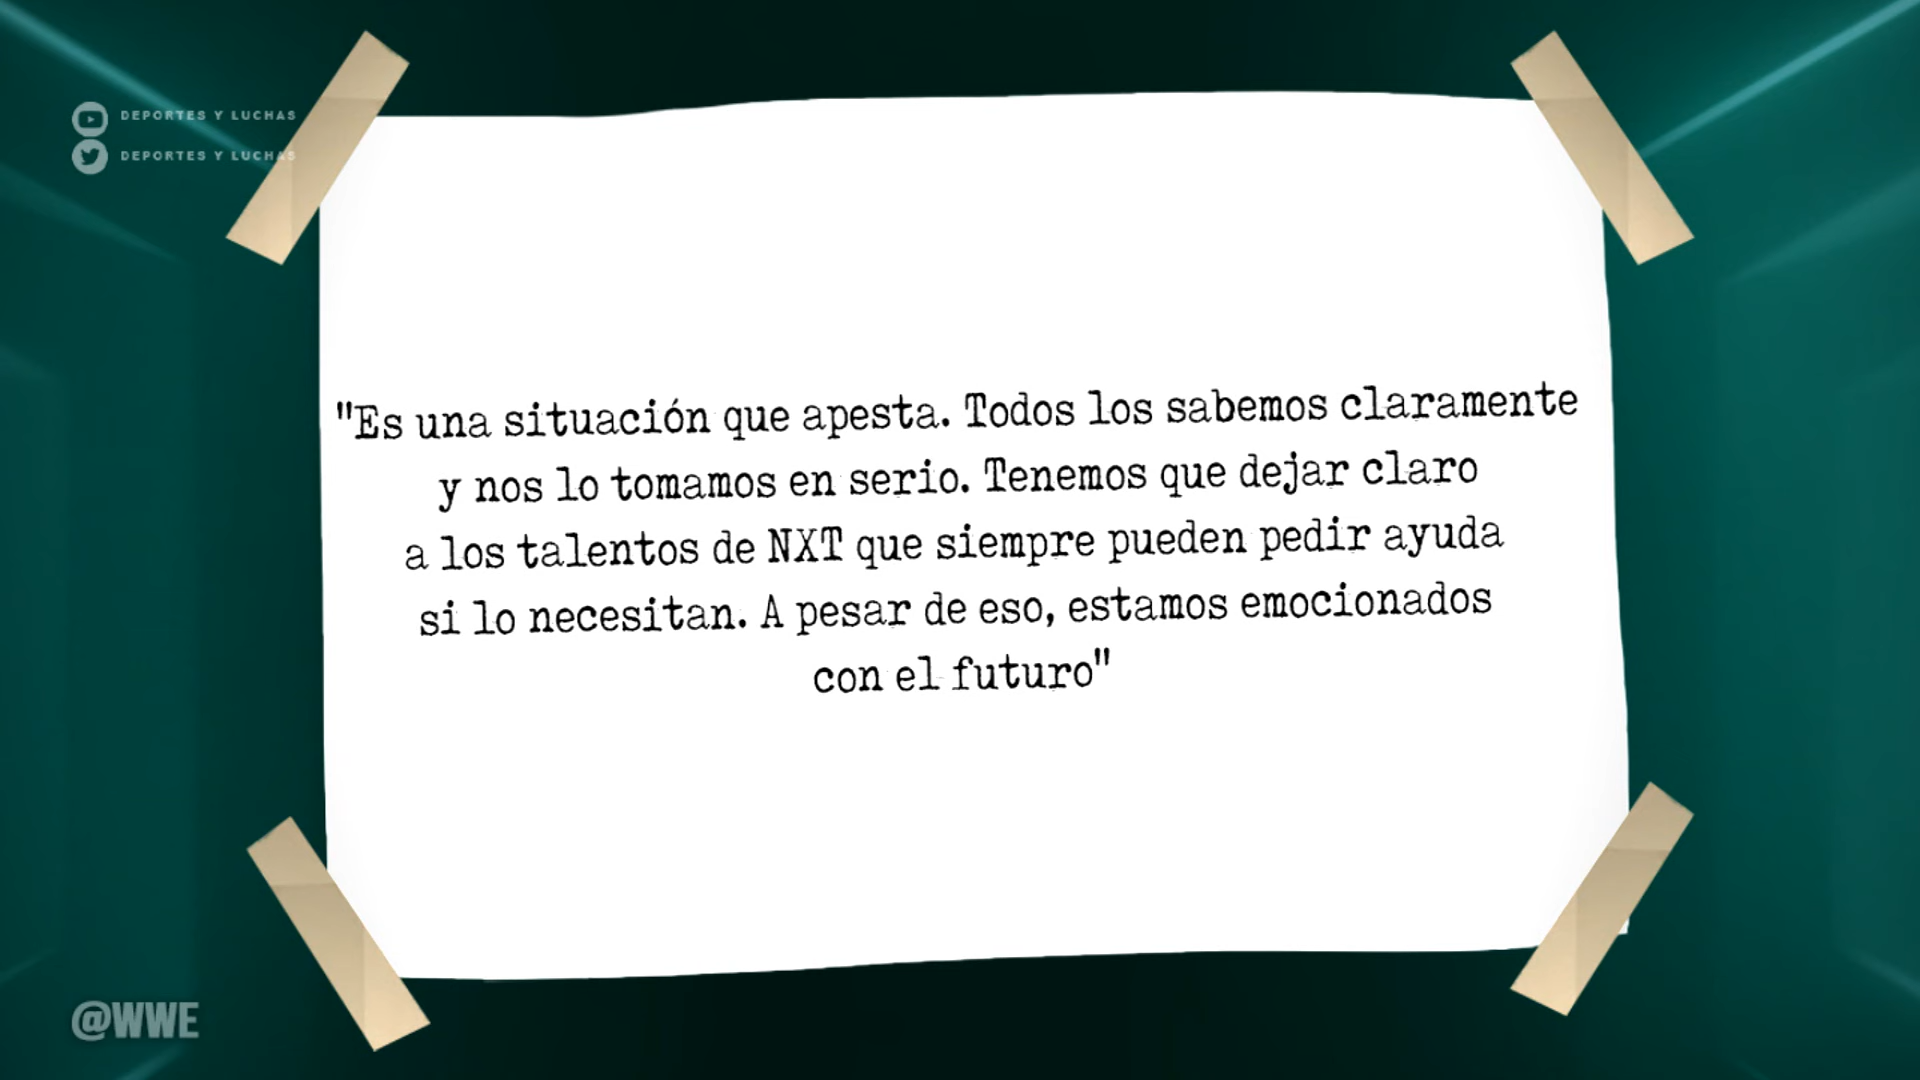 DEPORTES Y LUCHAS
DEPORTES Y LUCHAS
"Es una situación que apesta. Todos los sabemos claramente
y nos lo tomamos en serio. Tenemos que dejar claro
a los talentos de NXT que siempre pueden pedir ayuda
si lo necesitan. A pesar de eso, estamos emocionados
con el futuro"
@WWE